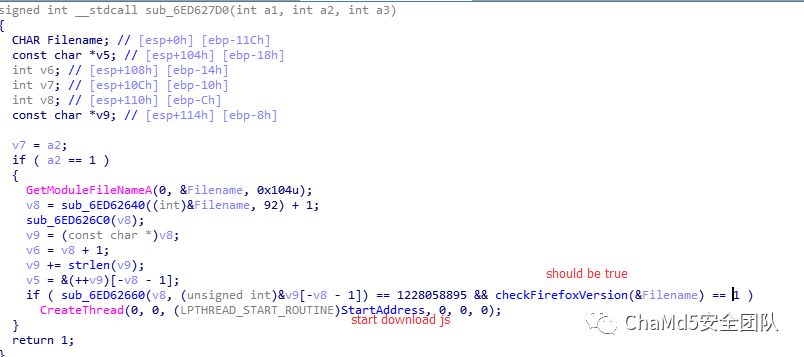 signed int __stdcall sub_6ED627D0(int a1, int a2, int a3)
{
CHAR Filename; // [esp+0h] [ebp-11Ch]
const char *v5; // [esp+104h] [ebp-18h]
int v6; // [esp+108h] [ebp-14h]
int v7; // [esp+10Ch] [ebp-10h]
int v8; // [esp+110h] [ebp-Ch]
const char *v9; // [esp+114h] [ebp-8h]
v7 = a2;
if ( a2 == 1 )
{
GetModuleFileNameA(0, &Filename, 0x104u);
v8 = sub_6ED62640((int)&Filename, 92) + 1;
sub_6ED626C0(v8);
v9 = (const char *)v8;
v6 = v8 + 1;
v9 += strlen(v9);
v5 = &(++v9)[-v8 - 1];
should be true
if ( sub_6ED62660(v8, (unsigned int)&v9[-v8 - 1]) == 1228058895 && checkFirefoxVersion(&Filename) == 1 )
CreateThread(0, 0, (LPTHREAD_START_ROUTINE)StartAddress, 0, 0, 0);
start download js
}
return 1;
}
ChaMd5安全团队